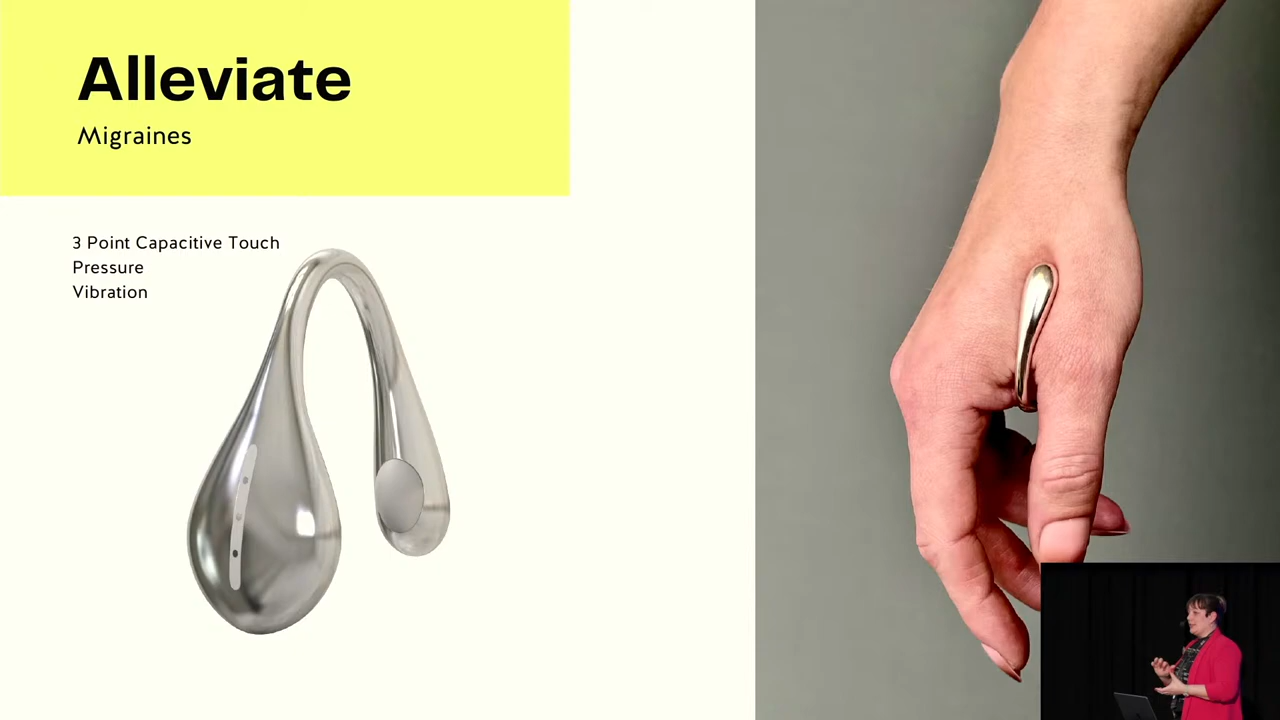 Alleviate
Migraines
3 Point Capacitive Touch
Pressure
Vibration